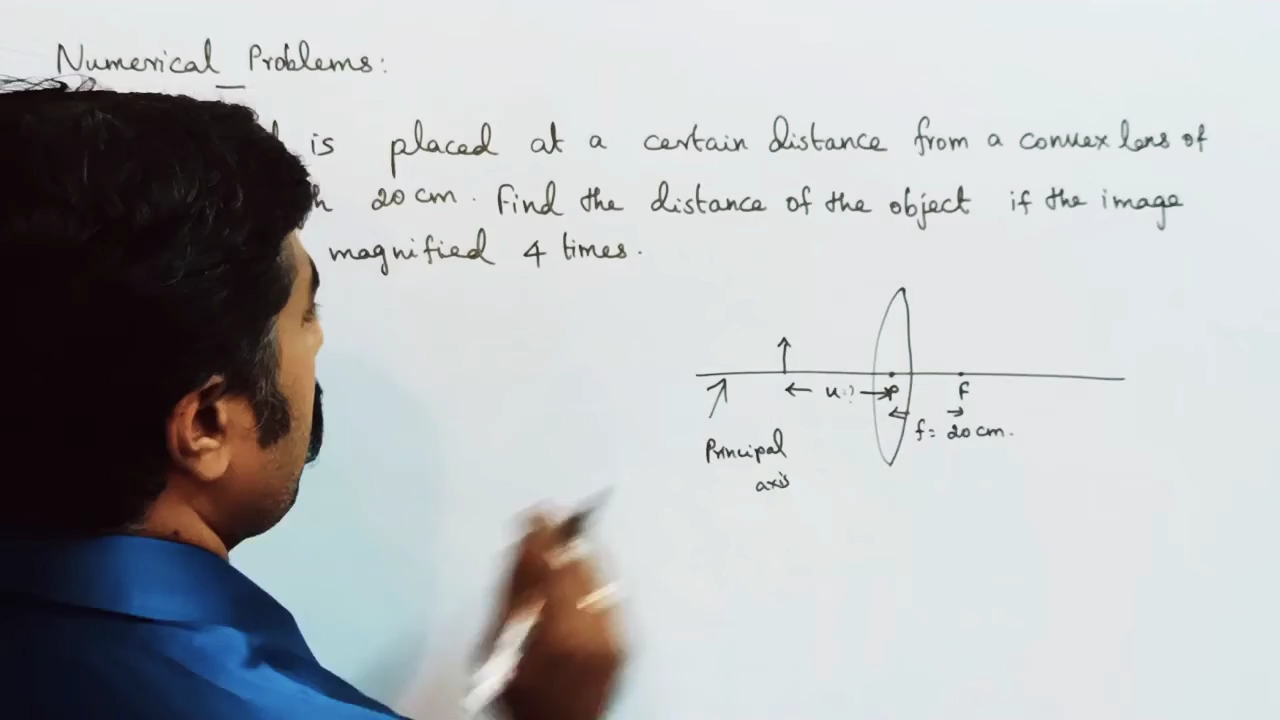 Numerical Problems:
is placed at a certain distance from a convex lens of
20 cm. Find the distance of the object if the image
magnified 4 times.
u:?
P
F
f= 20 cm.
Principal
axis